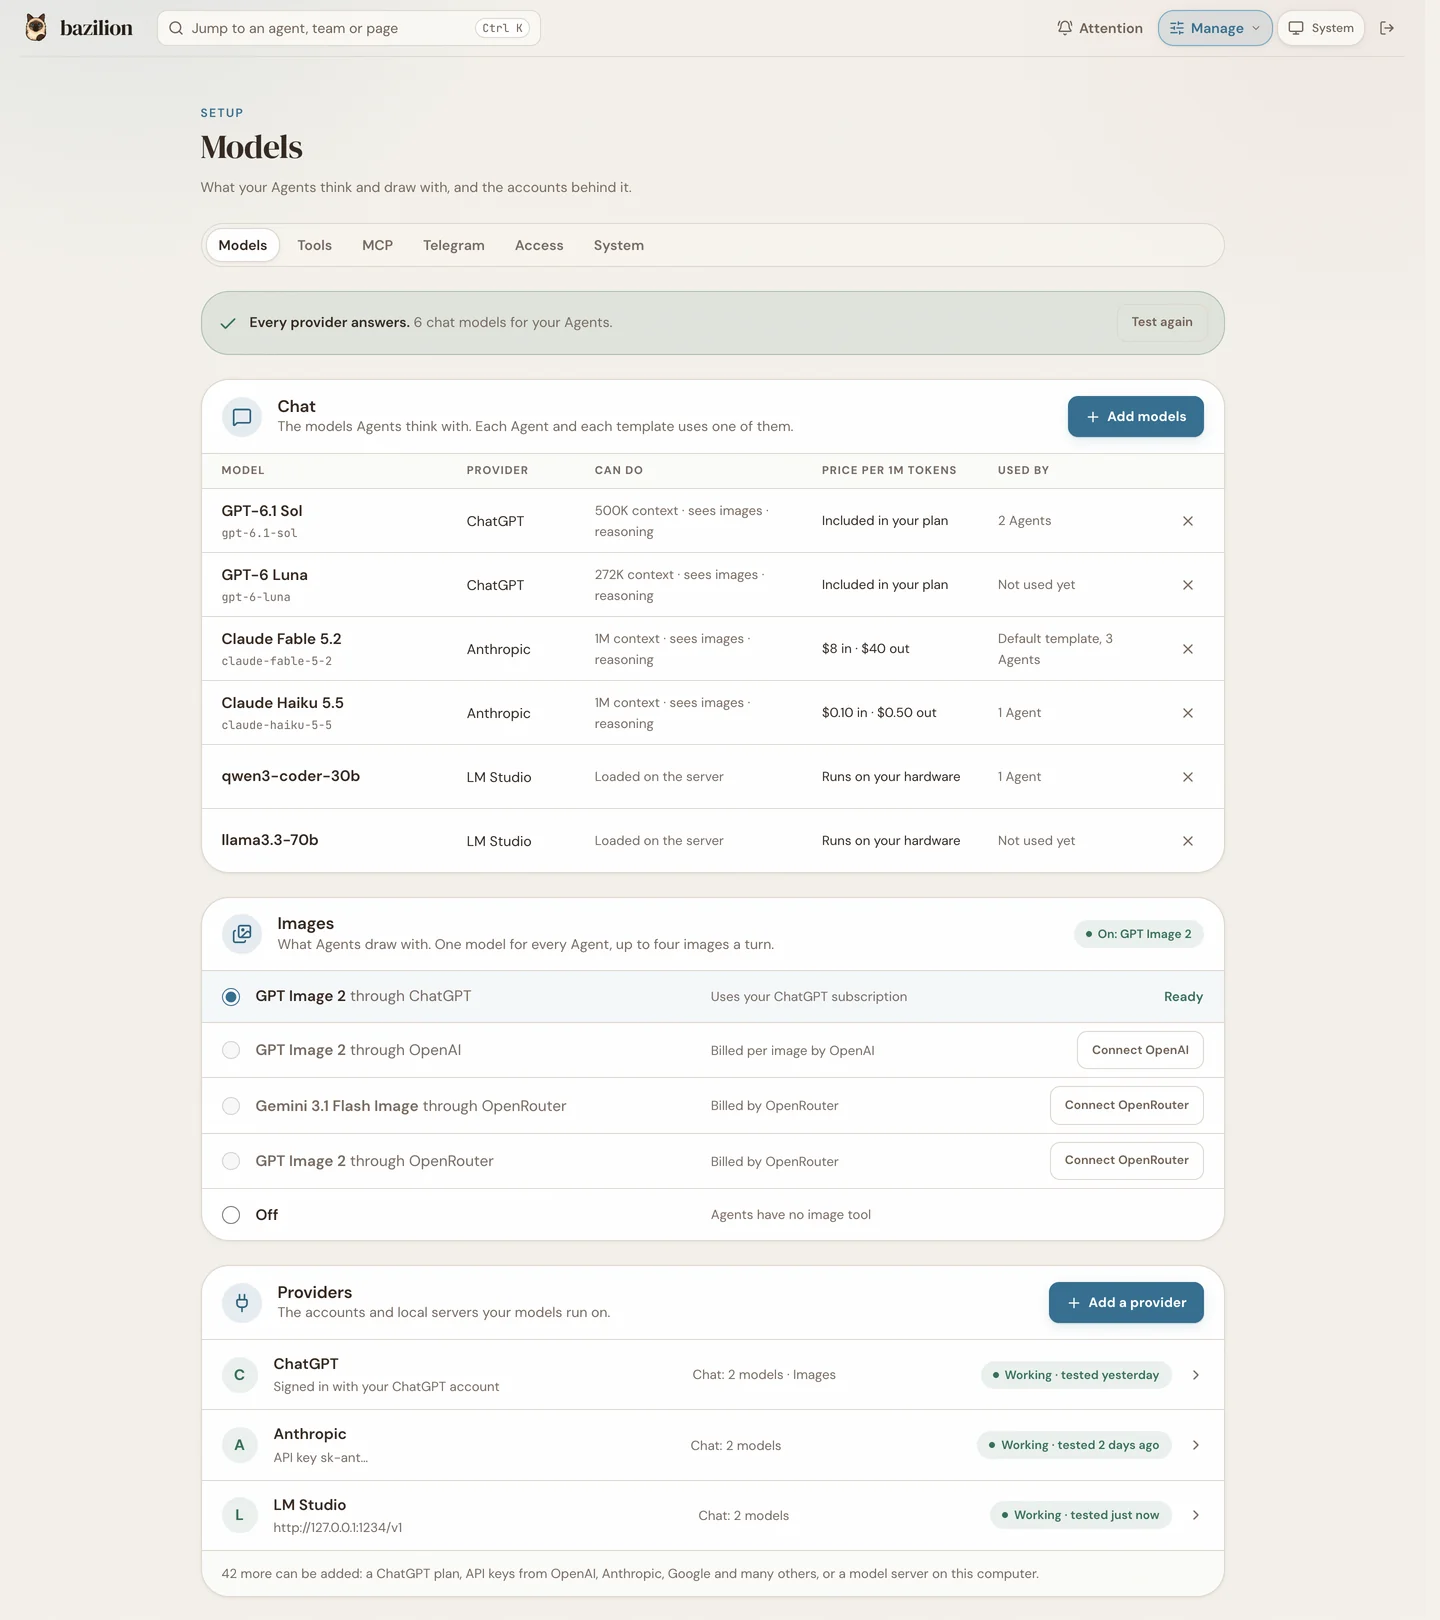 bazilion
Jump to an agent, team or page
Ctrl K
Attention
Manage
System
SETUP
Models
What your Agents think and draw with, and the accounts behind it.
Models
Tools
MCP
Telegram
Access
System
Every provider answers. 6 chat models for your Agents.
Test again
Chat
The models Agents think with. Each Agent and each template uses one of them.
+ Add models
MODEL
PROVIDER
CAN DO
PRICE PER 1M TOKENS
USED BY
GPT-6.1 Sol
gpt-6.1-sol
ChatGPT
500K context · sees images ·
reasoning
Included in your plan
2 Agents
GPT-6 Luna
gpt-6-luna
ChatGPT
272K context · sees images ·
reasoning
Included in your plan
Not used yet
Claude Fable 5.2
claude-fable-5-2
Anthropic
1M context · sees images ·
reasoning
$8 in · $40 out
Default template, 3
Agents
Claude Haiku 5.5
claude-haiku-5-5
Anthropic
1M context · sees images ·
reasoning
$0.10 in · $0.50 out
1 Agent
qwen3-coder-30b
LM Studio
Loaded on the server
Runs on your hardware
1 Agent
llama3.3-70b
LM Studio
Loaded on the server
Runs on your hardware
Not used yet
Images
What Agents draw with. One model for every Agent, up to four images a turn.
On: GPT Image 2
GPT Image 2 through ChatGPT
Uses your ChatGPT subscription
Ready
GPT Image 2 through OpenAI
Billed per image by OpenAI
Connect OpenAI
Gemini 3.1 Flash Image through OpenRouter
Billed by OpenRouter
Connect OpenRouter
GPT Image 2 through OpenRouter
Billed by OpenRouter
Connect OpenRouter
Off
Agents have no image tool
Providers
The accounts and local servers your models run on.
+ Add a provider
C
ChatGPT
Signed in with your ChatGPT account
Chat: 2 models · Images
Working · tested yesterday
A
Anthropic
API key sk-ant…
Chat: 2 models
Working · tested 2 days ago
L
LM Studio
http://127.0.0.1:1234/v1
Chat: 2 models
Working · tested just now
42 more can be added: a ChatGPT plan, API keys from OpenAI, Anthropic, Google and many others, or a model server on this computer.